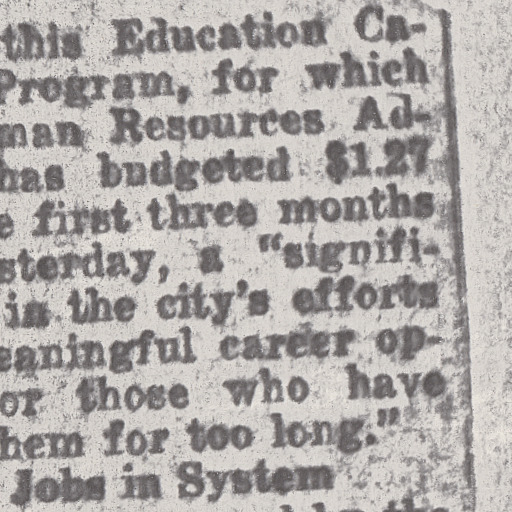 this Education Ca-
Program, for which
man Resources Ad-
has budgeted $1.27
e first three months
sterday, a “signifi-
in the city’s efforts
eaningful career op-
or those who have
hem for too long.”
Jobs in System